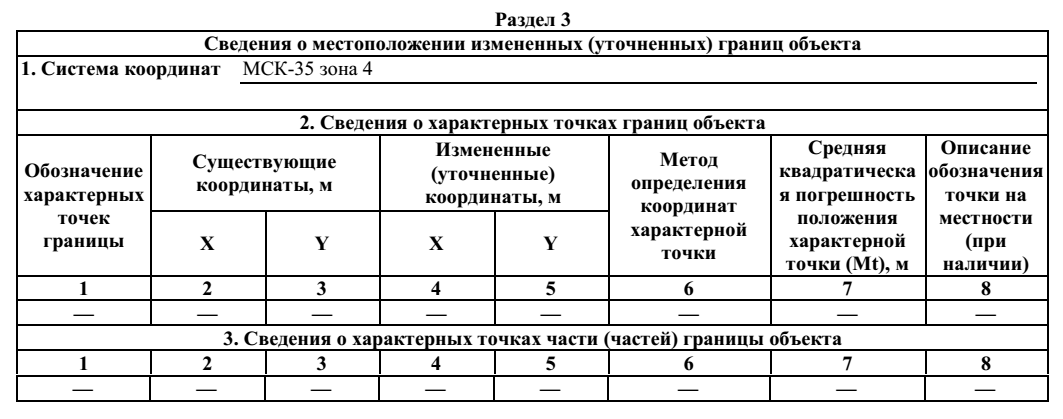 Раздел 3
Сведения о местоположении измененных (уточненных) границ объекта
1. Система координат МСК-35 зона 4
2. Сведения о характерных точках границ объекта
Обозначение
характерных
точек
границы
Существующие
координаты, м
Измененные
(уточненные)
координаты, м
Метод
определения
координат
характерной
точки
Средняя
квадратическа
я погрешность
положения
характерной
точки (Mt), м
Описание
обозначения
точки на
местности
(при
наличии)
X Y X Y
1 2 3 4 5 6 7 8
— — — — — — — —
3. Сведения о характерных точках части (частей) границы объекта
1 2 3 4 5 6 7 8
— — — — — — — —